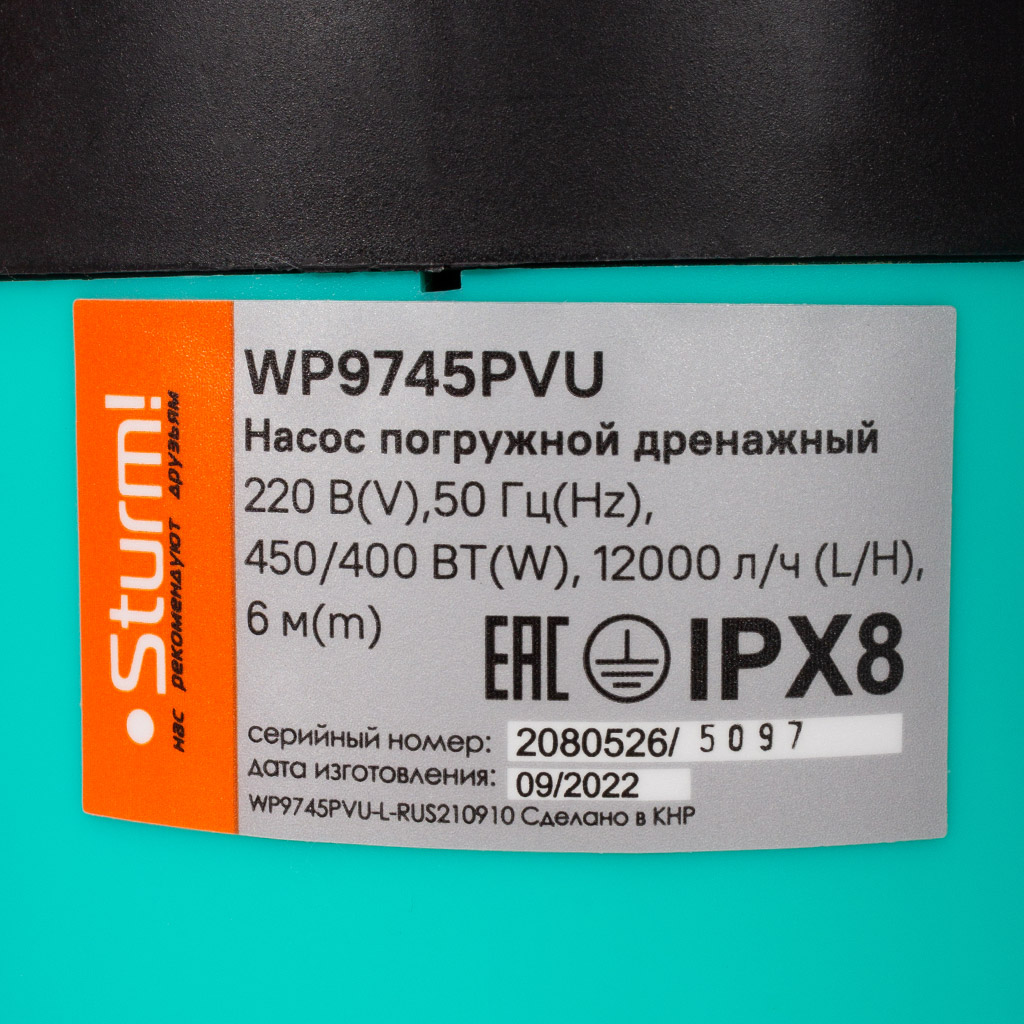 Sturm!
нас рекомендуют друзьям
WP9745PVU
Насос погружной дренажный
220 В(V),50 Гц(Hz),
450/400 ВТ(W), 12000 л/ч (L/H),
6 м(m)
EAC IPX8
серийный номер: 2080526/ 5097
дата изготовления: 09/2022
WP9745PVU-L-RUS210910 Сделано в КНР